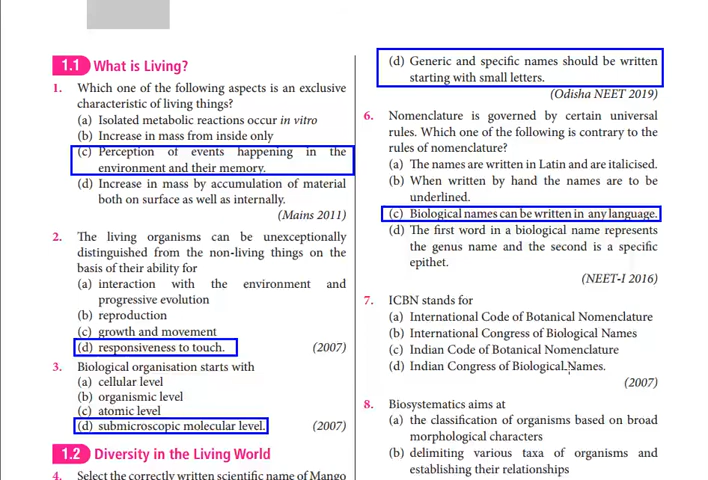 1.1 What is Living?
1. Which one of the following aspects is an exclusive
characteristic of living things?
(a) Isolated metabolic reactions occur in vitro
(b) Increase in mass from inside only
(c) Perception of events happening in the
environment and their memory.
(d) Increase in mass by accumulation of material
both on surface as well as internally.
(Mains 2011)
2. The living organisms can be unexceptionally
distinguished from the non-living things on the
basis of their ability for
(a) interaction with the environment and
progressive evolution
(b) reproduction
(c) growth and movement
(d) responsiveness to touch. (2007)
3. Biological organisation starts with
(a) cellular level
(b) organismic level
(c) atomic level
(d) submicroscopic molecular level. (2007)
1.2 Diversity in the Living World
4. Select the correctly written scientific name of Mango
(d) Generic and specific names should be written
starting with small letters.
(Odisha NEET 2019)
6. Nomenclature is governed by certain universal
rules. Which one of the following is contrary to the
rules of nomenclature?
(a) The names are written in Latin and are italicised.
(b) When written by hand the names are to be
underlined.
(c) Biological names can be written in any language.
(d) The first word in a biological name represents
the genus name and the second is a specific
epithet.
(NEET-I 2016)
7. ICBN stands for
(a) International Code of Botanical Nomenclature
(b) International Congress of Biological Names
(c) Indian Code of Botanical Nomenclature
(d) Indian Congress of Biological Names.
(2007)
8. Biosystematics aims at
(a) the classification of organisms based on broad
morphological characters
(b) delimiting various taxa of organisms and
establishing their relationships